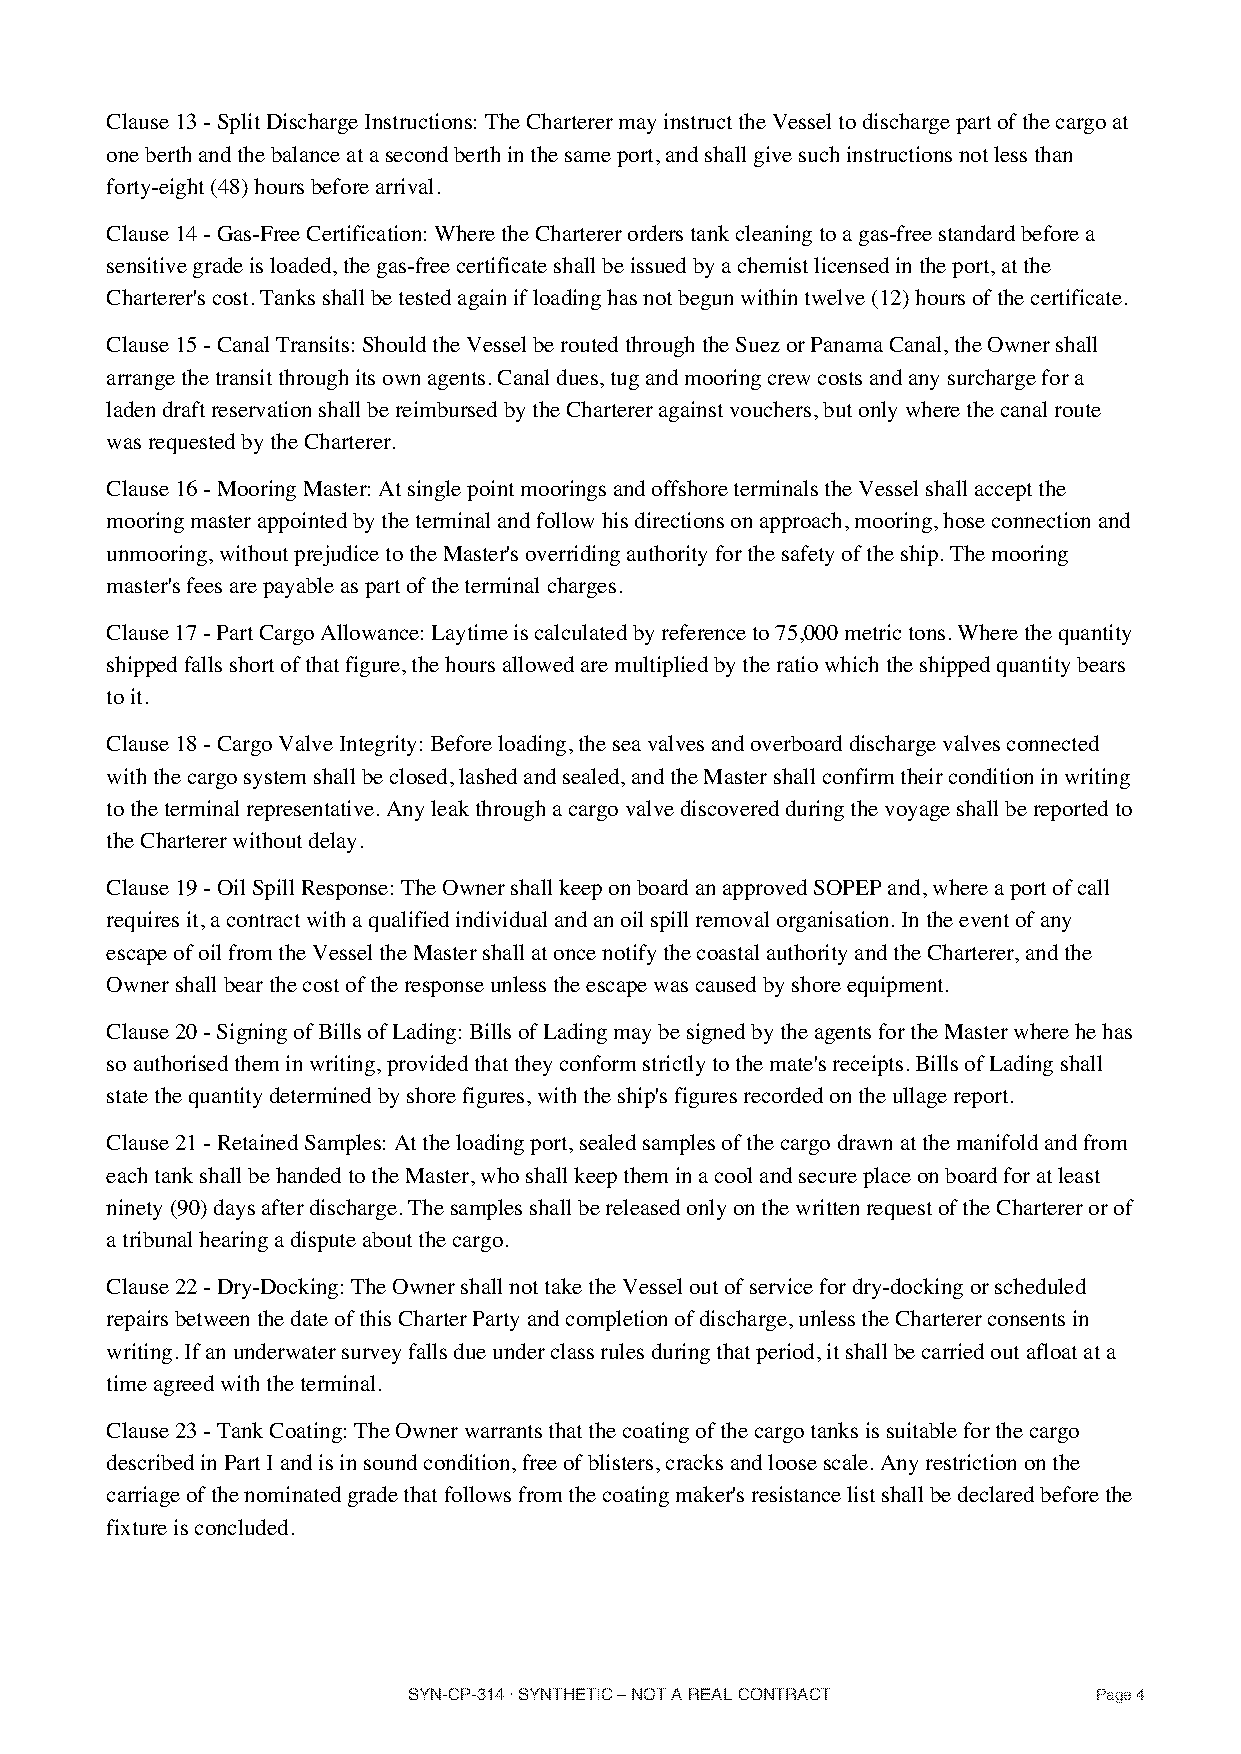 Clause 13 - Split Discharge Instructions: The Charterer may instruct the Vessel to discharge part of the cargo at
one berth and the balance at a second berth in the same port, and shall give such instructions not less than
forty-eight (48) hours before arrival.
Clause 14 - Gas-Free Certification: Where the Charterer orders tank cleaning to a gas-free standard before a
sensitive grade is loaded, the gas-free certificate shall be issued by a chemist licensed in the port, at the
Charterer's cost. Tanks shall be tested again if loading has not begun within twelve (12) hours of the certificate.
Clause 15 - Canal Transits: Should the Vessel be routed through the Suez or Panama Canal, the Owner shall
arrange the transit through its own agents. Canal dues, tug and mooring crew costs and any surcharge for a
laden draft reservation shall be reimbursed by the Charterer against vouchers, but only where the canal route
was requested by the Charterer.
Clause 16 - Mooring Master: At single point moorings and offshore terminals the Vessel shall accept the
mooring master appointed by the terminal and follow his directions on approach, mooring, hose connection and
unmooring, without prejudice to the Master's overriding authority for the safety of the ship. The mooring
master's fees are payable as part of the terminal charges.
Clause 17 - Part Cargo Allowance: Laytime is calculated by reference to 75,000 metric tons. Where the quantity
shipped falls short of that figure, the hours allowed are multiplied by the ratio which the shipped quantity bears
to it.
Clause 18 - Cargo Valve Integrity: Before loading, the sea valves and overboard discharge valves connected
with the cargo system shall be closed, lashed and sealed, and the Master shall confirm their condition in writing
to the terminal representative. Any leak through a cargo valve discovered during the voyage shall be reported to
the Charterer without delay.
Clause 19 - Oil Spill Response: The Owner shall keep on board an approved SOPEP and, where a port of call
requires it, a contract with a qualified individual and an oil spill removal organisation. In the event of any
escape of oil from the Vessel the Master shall at once notify the coastal authority and the Charterer, and the
Owner shall bear the cost of the response unless the escape was caused by shore equipment.
Clause 20 - Signing of Bills of Lading: Bills of Lading may be signed by the agents for the Master where he has
so authorised them in writing, provided that they conform strictly to the mate's receipts. Bills of Lading shall
state the quantity determined by shore figures, with the ship's figures recorded on the ullage report.
Clause 21 - Retained Samples: At the loading port, sealed samples of the cargo drawn at the manifold and from
each tank shall be handed to the Master, who shall keep them in a cool and secure place on board for at least
ninety (90) days after discharge. The samples shall be released only on the written request of the Charterer or of
a tribunal hearing a dispute about the cargo.
Clause 22 - Dry-Docking: The Owner shall not take the Vessel out of service for dry-docking or scheduled
repairs between the date of this Charter Party and completion of discharge, unless the Charterer consents in
writing. If an underwater survey falls due under class rules during that period, it shall be carried out afloat at a
time agreed with the terminal.
Clause 23 - Tank Coating: The Owner warrants that the coating of the cargo tanks is suitable for the cargo
described in Part I and is in sound condition, free of blisters, cracks and loose scale. Any restriction on the
carriage of the nominated grade that follows from the coating maker's resistance list shall be declared before the
fixture is concluded.
SYN-CP-314 · SYNTHETIC – NOT A REAL CONTRACT
Page 4